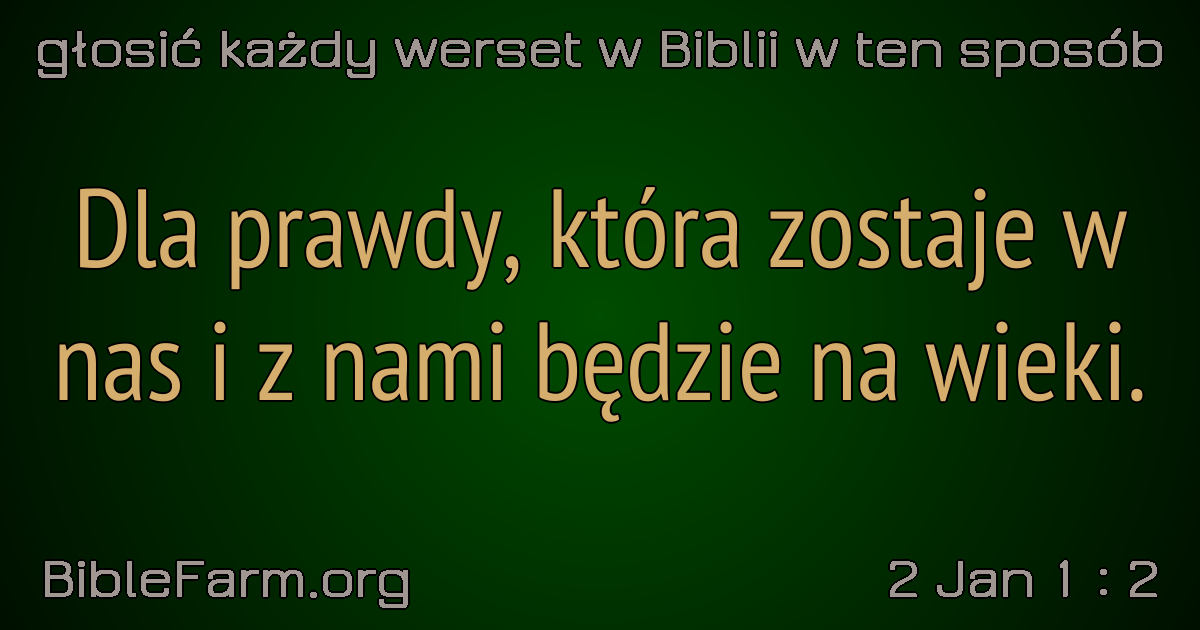 głosić każdy werset w Biblii w ten sposób
Dla prawdy, która zostaje w
nas i z nami będzie na wieki.
BibleFarm.org
2 Jan 1 : 2